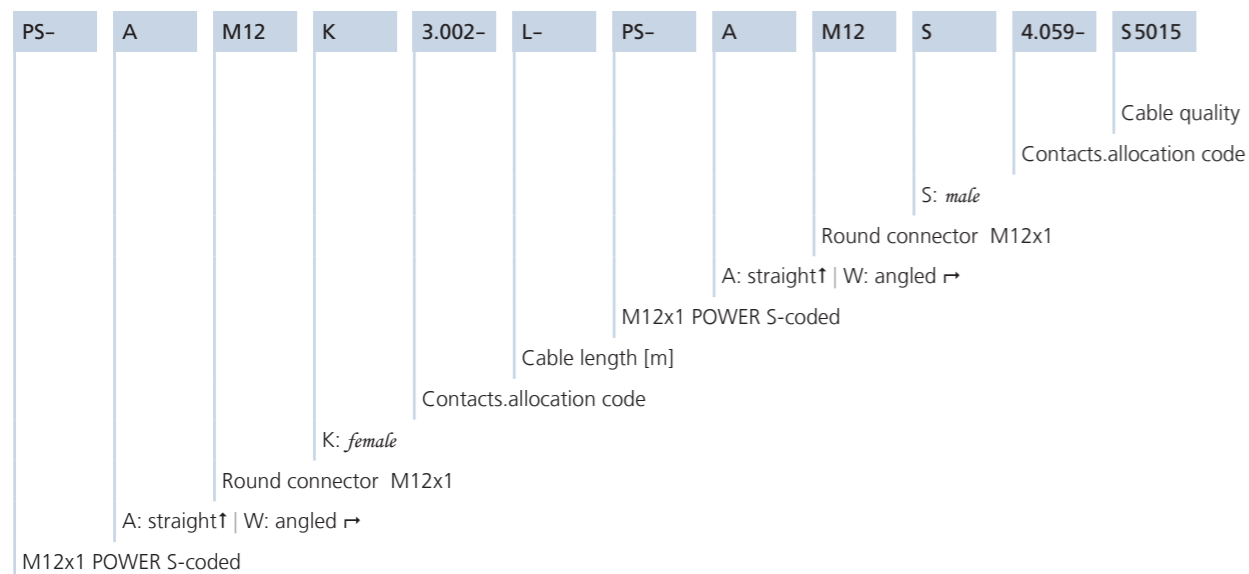 PS– A M12 K 3.002– L– PS– A M12 S 4.059– S5015
Cable quality
Contacts.allocation code
S: male
Round connector M12x1
A: straight↑ | W: angled ↱
M12x1 POWER S-coded
Cable length [m]
Contacts.allocation code
K: female
Round connector M12x1
A: straight↑ | W: angled ↱
M12x1 POWER S-coded